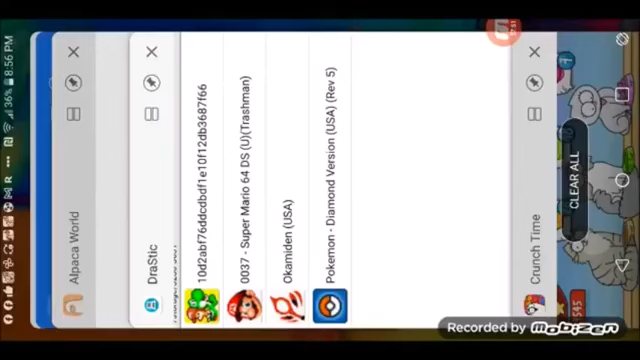 8:56 PM
36%
Alpaca World
DraStic
10d2abf76ddcdbdf1e10f12db3687f66
0037 - Super Mario 64 DS (U)(Trashman)
Okamiden (USA)
Pokemon - Diamond Version (USA) (Rev 5)
Crunch Time
CLEAR ALL
Recorded by Mobizen